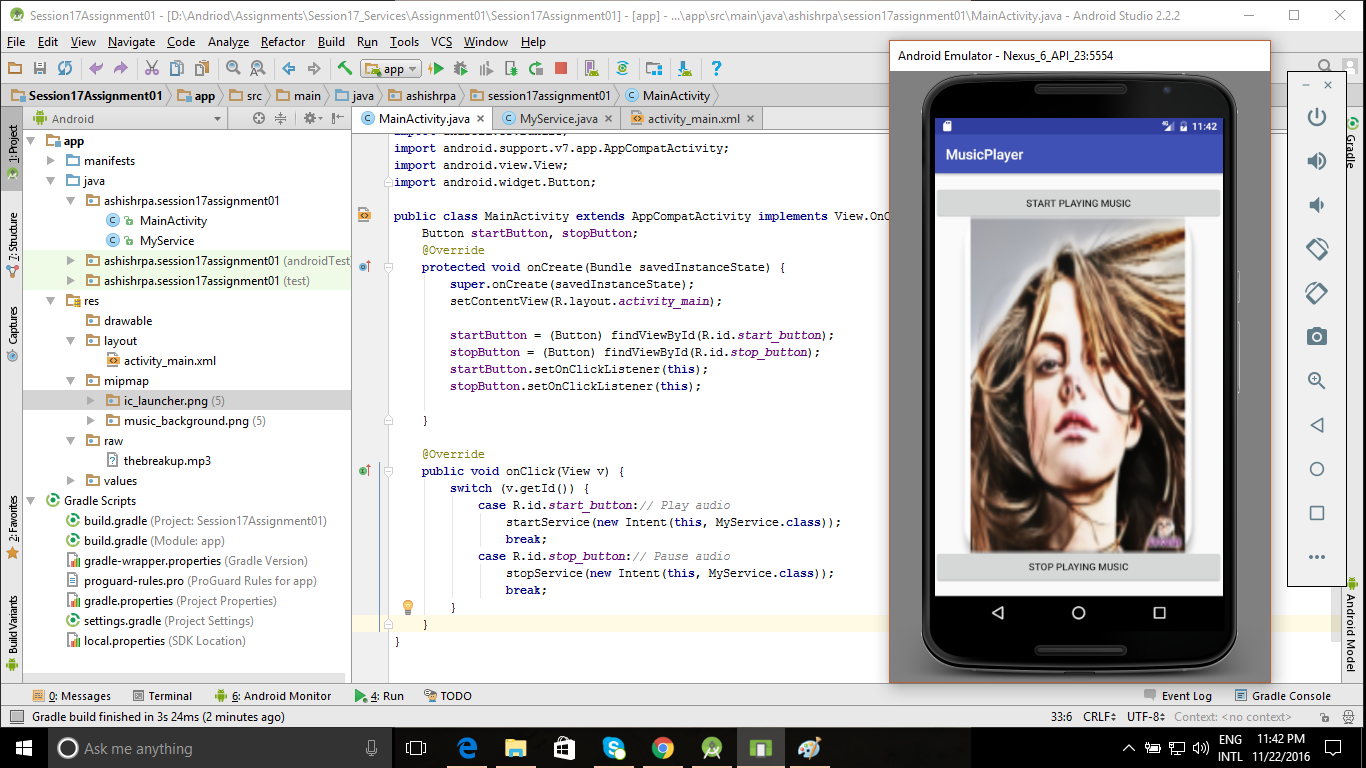 Session17Assignment01 - [D:\Andriod\Assignments\Session17_Services\Assignment01\Session17Assignment01] - [app] - ...\app\src\main\java\ashishrpa\session17assignment01\MainActivity.java - Android Studio 2.2.2
File Edit View Navigate Code Analyze Refactor Build Run Tools VCS Window Help
app
Session17Assignment01 app src main java ashishrpa session17assignment01 MainActivity
Android
MainActivity.java MyService.java activity_main.xml
1: Project
7: Structure
Captures
2: Favorites
Build Variants
app
manifests
java
ashishrpa.session17assignment01
MainActivity
MyService
ashishrpa.session17assignment01 (androidTest
ashishrpa.session17assignment01 (test)
res
drawable
layout
activity_main.xml
mipmap
ic_launcher.png (5)
music_background.png (5)
raw
thebreakup.mp3
values
Gradle Scripts
build.gradle (Project: Session17Assignment01)
build.gradle (Module: app)
gradle-wrapper.properties (Gradle Version)
proguard-rules.pro (ProGuard Rules for app)
gradle.properties (Project Properties)
settings.gradle (Project Settings)
local.properties (SDK Location)
import android.support.v7.app.AppCompatActivity;
import android.view.View;
import android.widget.Button;
public class MainActivity extends AppCompatActivity implements View.OnC
Button startButton, stopButton;
@Override
protected void onCreate(Bundle savedInstanceState) {
super.onCreate(savedInstanceState);
setContentView(R.layout.activity_main);
startButton = (Button) findViewById(R.id.start_button);
stopButton = (Button) findViewById(R.id.stop_button);
startButton.setOnClickListener(this);
stopButton.setOnClickListener(this);
}
@Override
public void onClick(View v) {
switch (v.getId()) {
case R.id.start_button:// Play audio
startService(new Intent(this, MyService.class));
break;
case R.id.stop_button:// Pause audio
stopService(new Intent(this, MyService.class));
break;
}
}
}
Android Emulator - Nexus_6_API_23:5554
11:42
MusicPlayer
START PLAYING MUSIC
STOP PLAYING MUSIC
Gradle
Android Model
0: Messages Terminal 6: Android Monitor 4: Run TODO Event Log Gradle Console
Gradle build finished in 3s 24ms (2 minutes ago) 33:6 CRLF UTF-8 Context: <no context>
Ask me anything
ENG
INTL
11:42 PM
11/22/2016